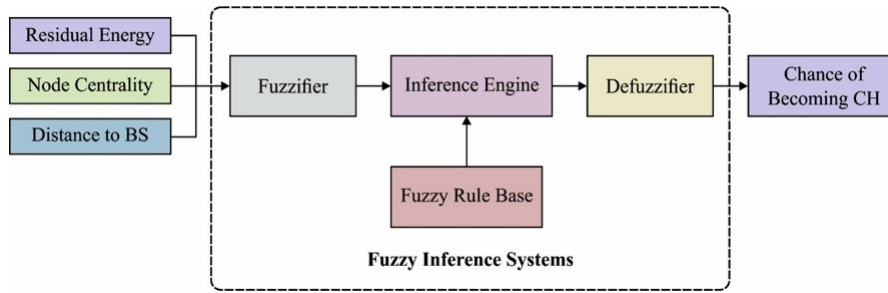 Residual Energy
Node Centrality
Distance to BS
Fuzzifier
Inference Engine
Defuzzifier
Chance of
Becoming CH
Fuzzy Rule Base
Fuzzy Inference Systems